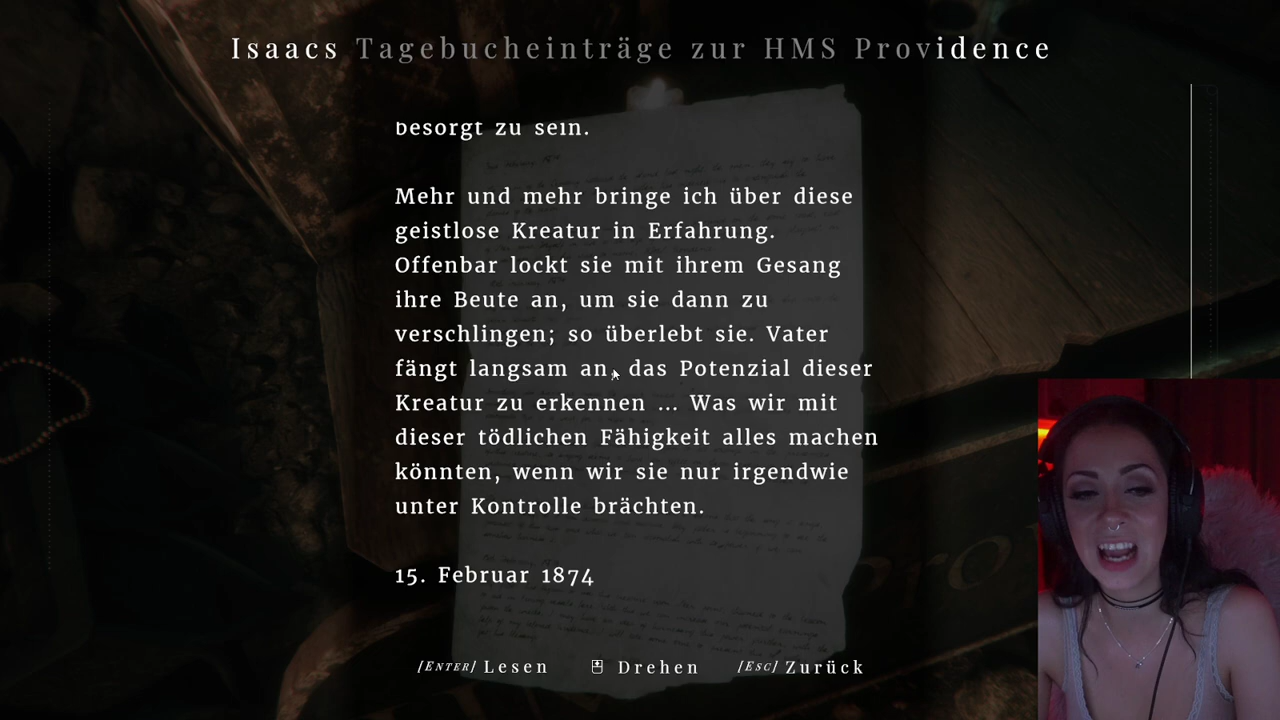 Isaacs Tagebucheinträge zur HMS Providence
besorgt zu sein.
Mehr und mehr bringe ich über diese
geistlose Kreatur in Erfahrung.
Offenbar lockt sie mit ihrem Gesang
ihre Beute an, um sie dann zu
verschlingen; so überlebt sie. Vater
fängt langsam an, das Potenzial dieser
Kreatur zu erkennen ... Was wir mit
dieser tödlichen Fähigkeit alles machen
könnten, wenn wir sie nur irgendwie
unter Kontrolle brächten.
15. Februar 1874
[Enter] Lesen Drehen [Esc] Zurück